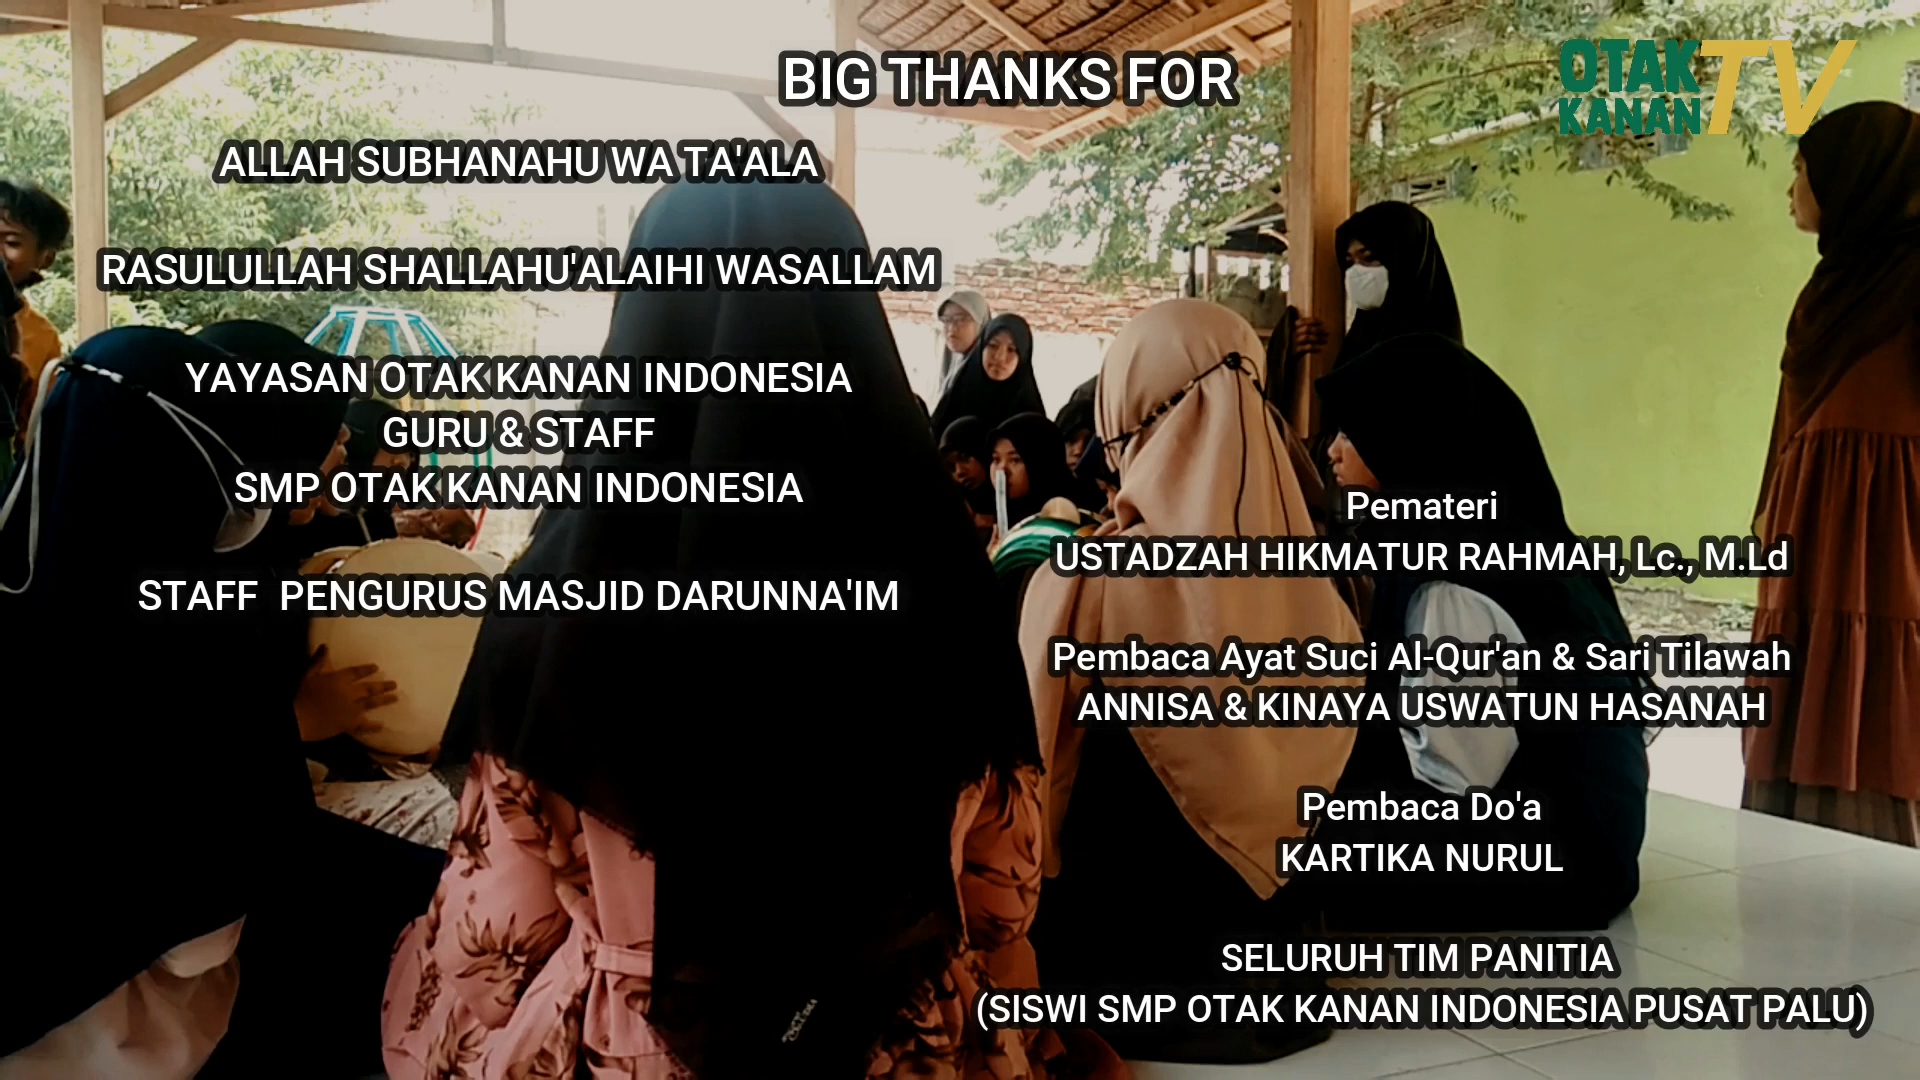 BIG THANKS FOR
OTAK
KANAN
TV
ALLAH SUBHANAHU WA TA'ALA
RASULULLAH SHALLAHU'ALAIHI WASALLAM
YAYASAN OTAK KANAN INDONESIA
GURU & STAFF
SMP OTAK KANAN INDONESIA
STAFF  PENGURUS MASJID DARUNNA'IM
Pemateri
USTADZAH HIKMATUR RAHMAH, Lc., M.Ld
Pembaca Ayat Suci Al-Qur'an & Sari Tilawah
ANNISA & KINAYA USWATUN HASANAH
Pembaca Do'a
KARTIKA NURUL
SELURUH TIM PANITIA
(SISWI SMP OTAK KANAN INDONESIA PUSAT PALU)